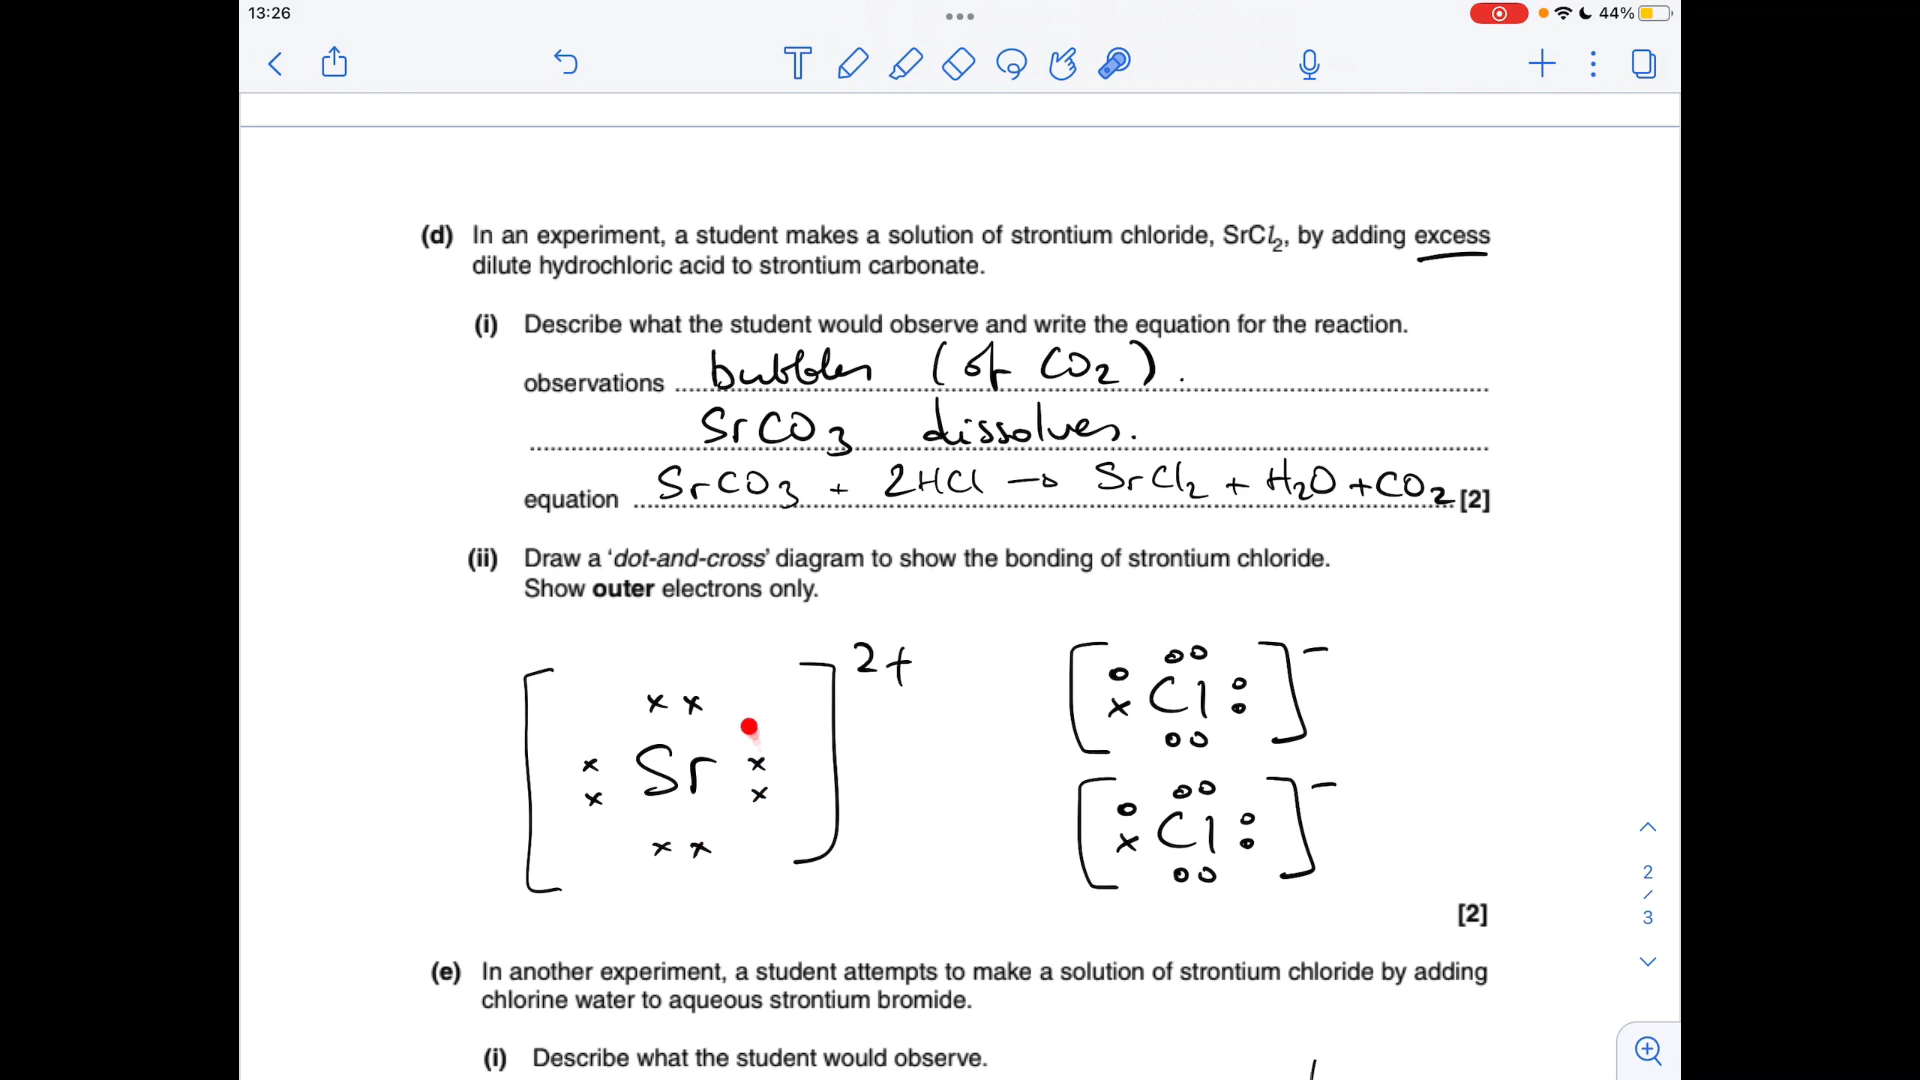 13:26
44%
(d) In an experiment, a student makes a solution of strontium chloride, SrCl₂, by adding excess
dilute hydrochloric acid to strontium carbonate.
(i) Describe what the student would observe and write the equation for the reaction.
observations bubbles (of CO₂).
SrCO₃ dissolves.
equation SrCO₃ + 2HCl → SrCl₂ + H₂O + CO₂ [2]
(ii) Draw a ‘dot-and-cross’ diagram to show the bonding of strontium chloride.
Show outer electrons only.
[ Sr ]²⁺
[ Cl ]⁻
[ Cl ]⁻
[2]
(e) In another experiment, a student attempts to make a solution of strontium chloride by adding
chlorine water to aqueous strontium bromide.
(i) Describe what the student would observe.
2
/
3